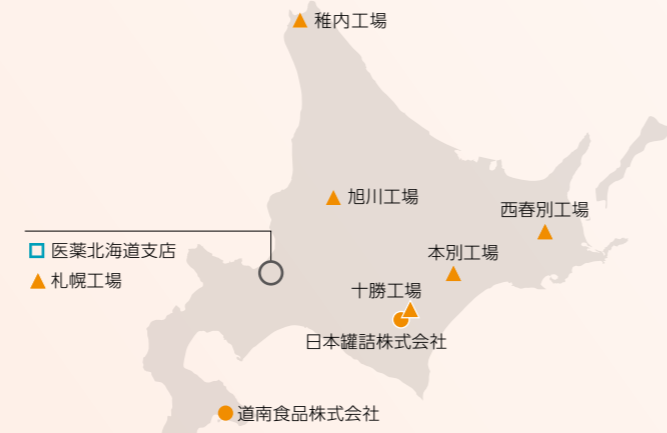 稚内工場
旭川工場
西春別工場
医薬北海道支店
本別工場
札幌工場
十勝工場
日本罐詰株式会社
道南食品株式会社